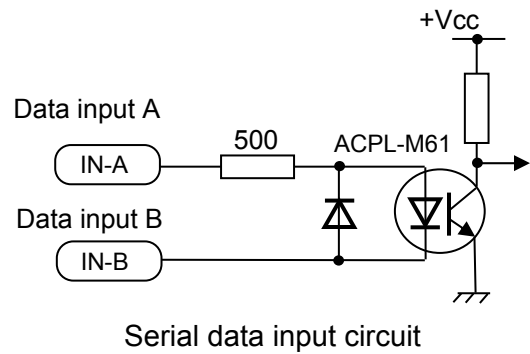 +Vcc
Data input A
500
ACPL-M61
IN-A
Data input B
IN-B
Serial data input circuit